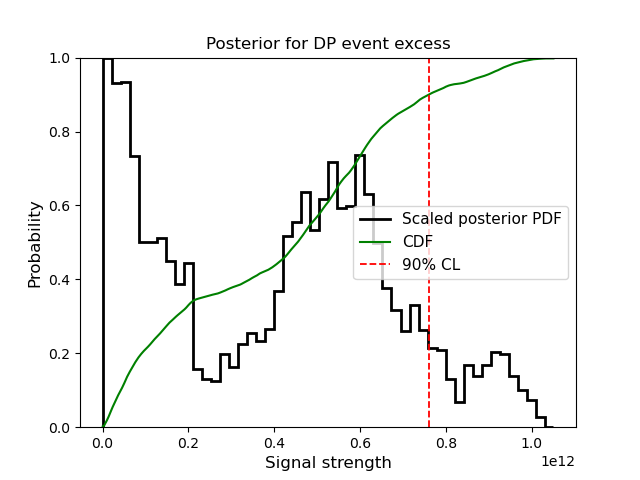 Posterior for DP event excess
Probability
1.0
0.8
0.6
0.4
0.2
0.0
Scaled posterior PDF
CDF
90% CL
0.0 0.2 0.4 0.6 0.8 1.0
1e12
Signal strength